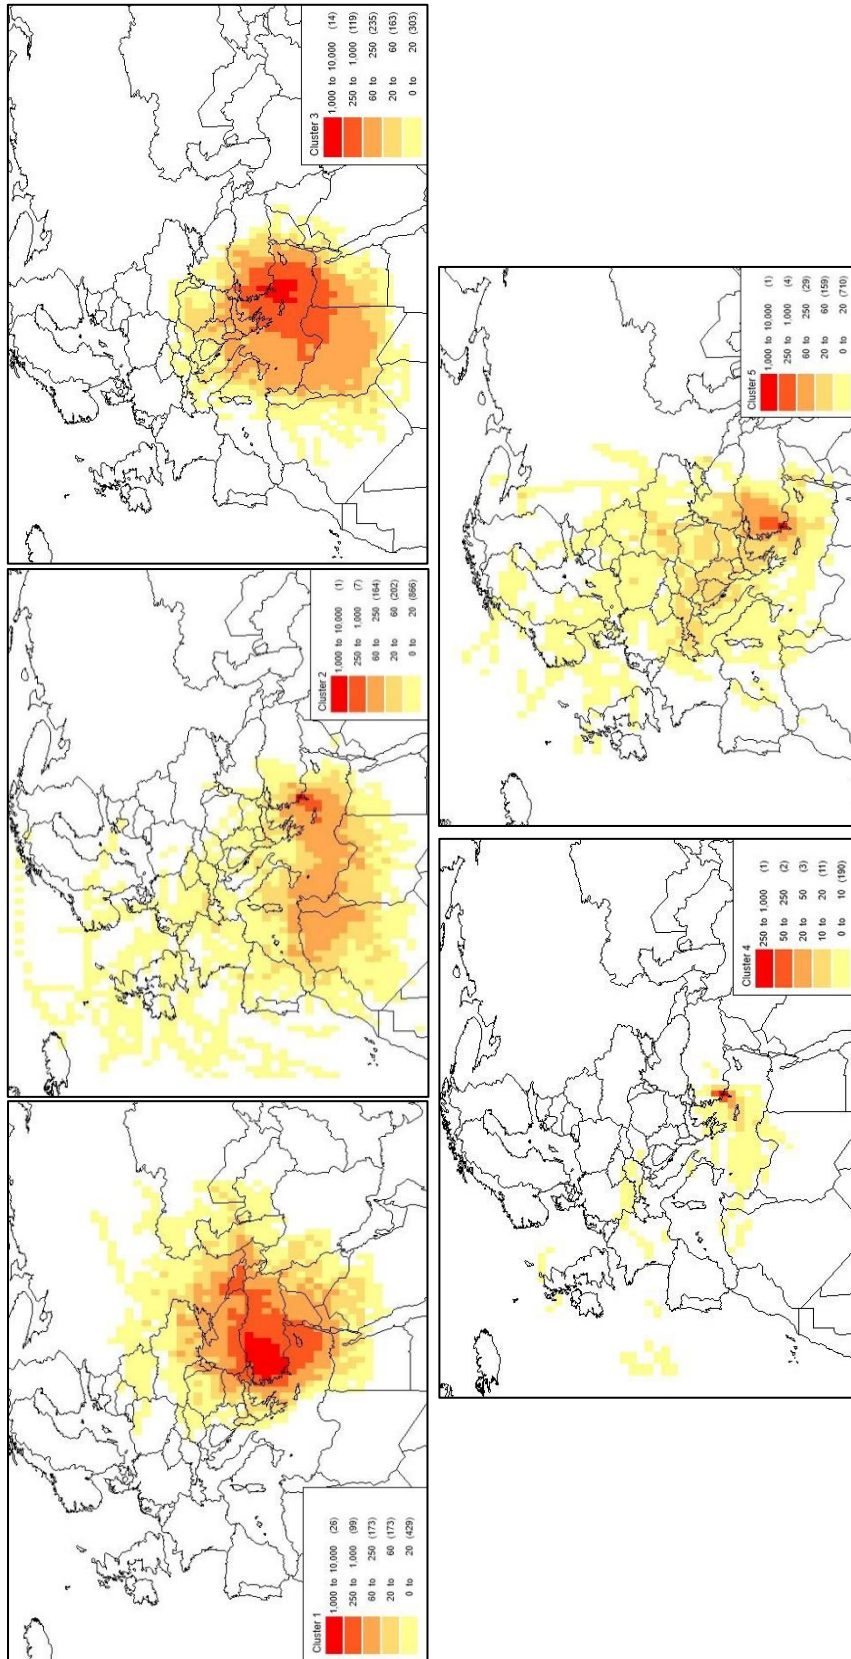 Cluster 1
1,000 to 10,000 (26)
250 to 1,000 (99)
60 to 250 (173)
20 to 60 (173)
0 to 20 (429)
Cluster 2
1,000 to 10,000 (1)
250 to 1,000 (7)
60 to 250 (164)
20 to 60 (202)
0 to 20 (866)
Cluster 3
1,000 to 10,000 (14)
250 to 1,000 (119)
60 to 250 (235)
20 to 60 (163)
0 to 20 (303)
Cluster 4
250 to 1,000 (1)
50 to 250 (2)
20 to 50 (3)
10 to 20 (11)
0 to 10 (190)
Cluster 5
1,000 to 10,000 (1)
250 to 1,000 (4)
60 to 250 (29)
20 to 60 (159)
0 to 20 (710)